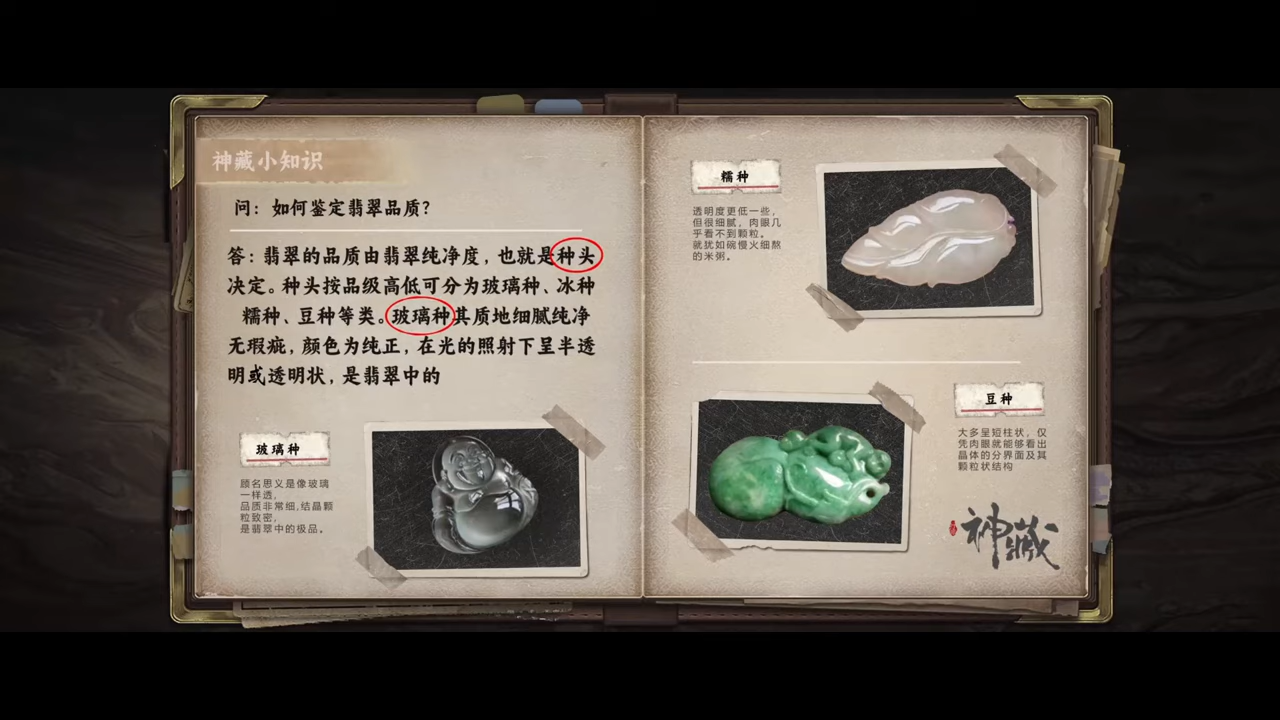 神藏小知识
问：如何鉴定翡翠品质？
答：翡翠的品质由翡翠纯净度，也就是种头
决定。种头按品级高低可分为玻璃种、冰种
糯种、豆种等类。玻璃种其质地细腻纯净
无瑕疵，颜色为纯正，在光的照射下呈半透
明或透明状，是翡翠中的
玻璃种
顾名思义是像玻璃
一样透，
品质非常细,结晶颗
粒致密，
是翡翠中的极品。
糯种
透明度更低一些，
但很细腻，肉眼几
乎看不到颗粒。
就犹如碗慢火细熬
的米粥。
豆种
大多呈短柱状，仅
凭肉眼就能够看出
晶体的分界面及其
颗粒状结构
神藏